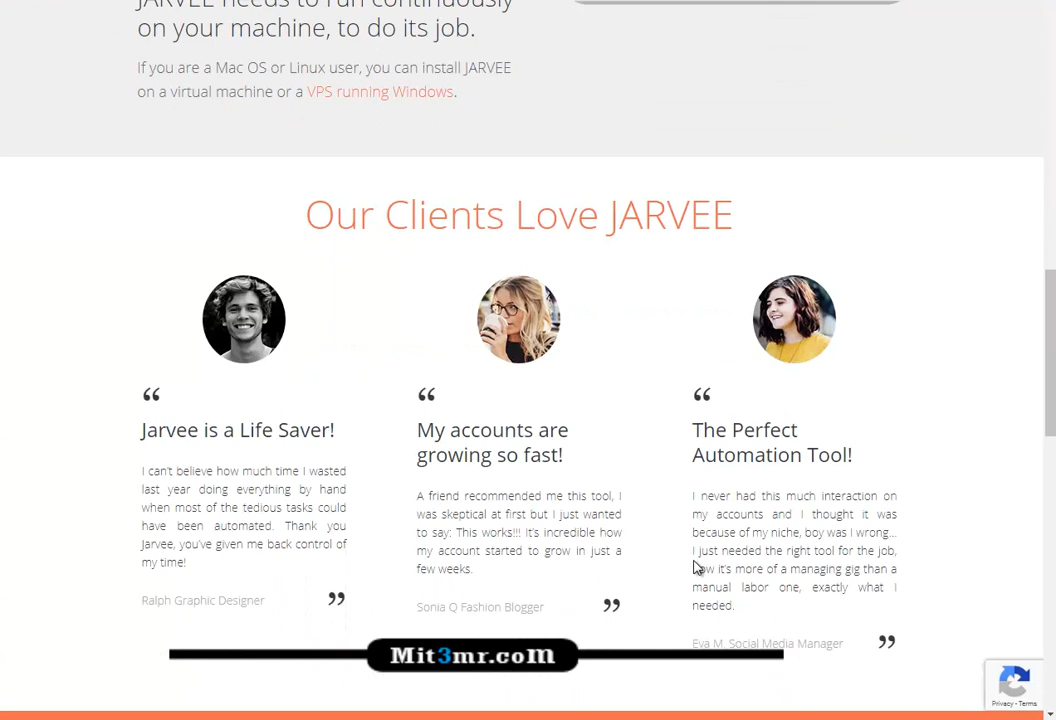 JARVEE needs to run continuously
on your machine, to do its job.
If you are a Mac OS or Linux user, you can install JARVEE
on a virtual machine or a VPS running Windows.
Our Clients Love JARVEE
“
Jarvee is a Life Saver!
I can't believe how much time I wasted
last year doing everything by hand
when most of the tedious tasks could
have been automated. Thank you
Jarvee, you've given me back control of
my time!
Ralph Graphic Designer
”
“
My accounts are
growing so fast!
A friend recommended me this tool, I
was skeptical at first but I just wanted
to say: This works!!! It's incredible how
my account started to grow in just a
few weeks.
Sonia Q Fashion Blogger
”
“
The Perfect
Automation Tool!
I never had this much interaction on
my accounts and I thought it was
because of my niche, boy was I wrong...
I just needed the right tool for the job,
now it's more of a managing gig than a
manual labor one, exactly what I
needed.
Eva M. Social Media Manager
”
Mit3mr.com
Privacy - Terms